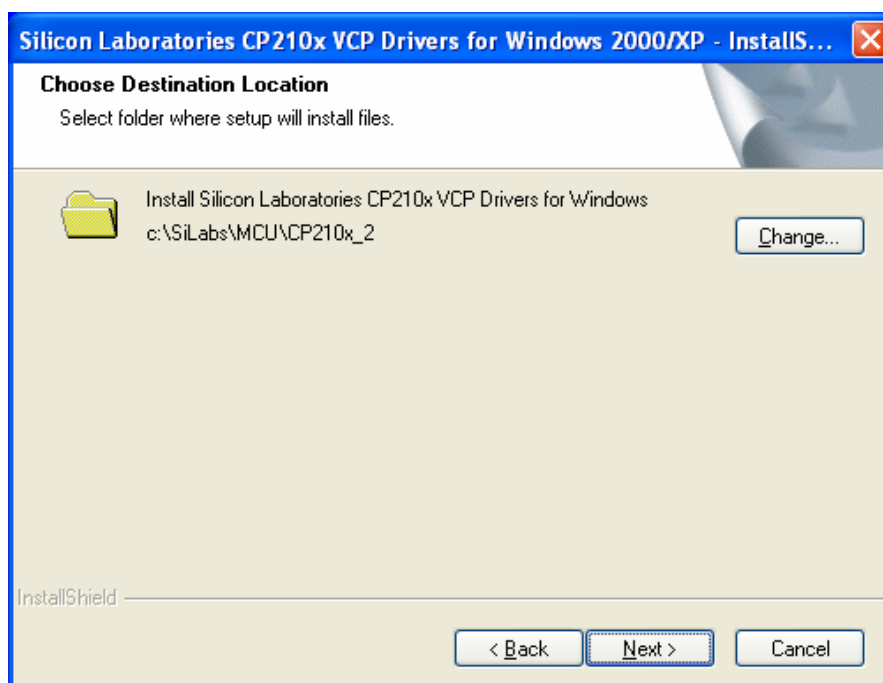 Silicon Laboratories CP210x VCP Drivers for Windows 2000/XP - InstallS...
Choose Destination Location
Select folder where setup will install files.
Install Silicon Laboratories CP210x VCP Drivers for Windows
c:\SiLabs\MCU\CP210x_2
Change...
InstallShield
< Back
Next >
Cancel